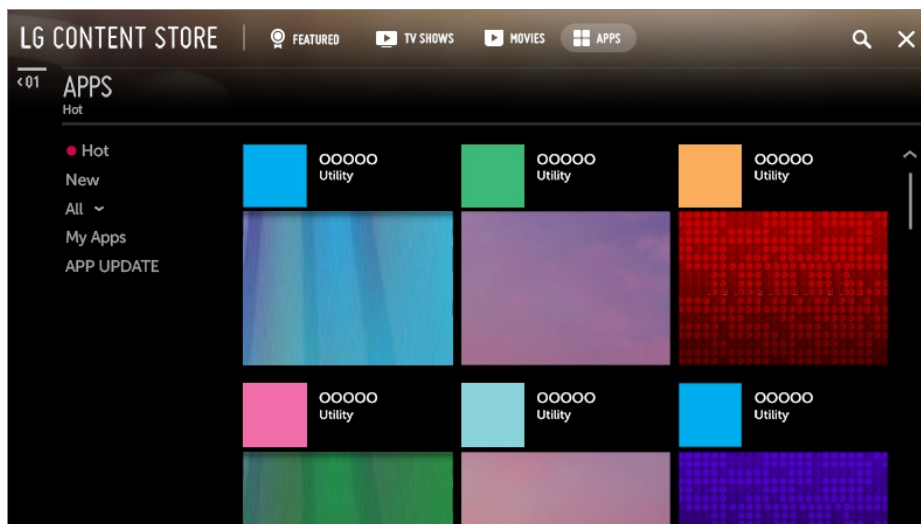 LG CONTENT STORE FEATURED TV SHOWS MOVIES APPS
<01 APPS
Hot
Hot
New
All
My Apps
APP UPDATE
OOOOO
Utility
OOOOO
Utility
OOOOO
Utility
OOOOO
Utility
OOOOO
Utility
OOOOO
Utility